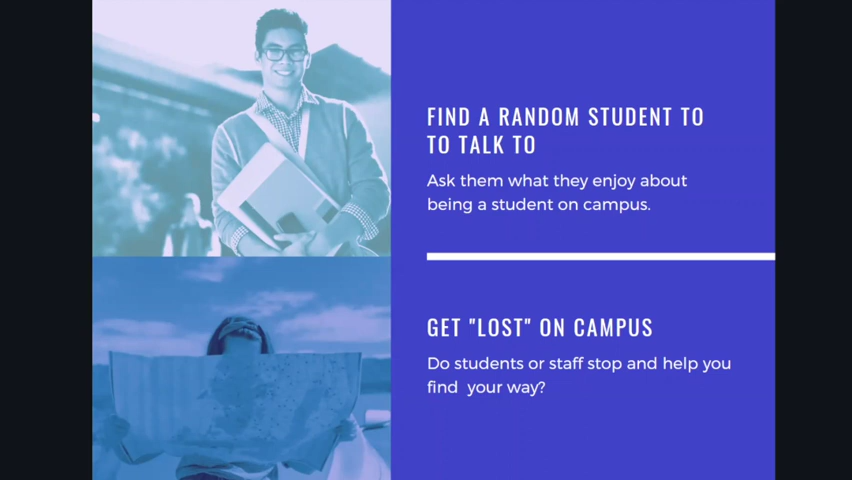 FIND A RANDOM STUDENT TO
TO TALK TO
Ask them what they enjoy about
being a student on campus.
GET "LOST" ON CAMPUS
Do students or staff stop and help you
find  your way?